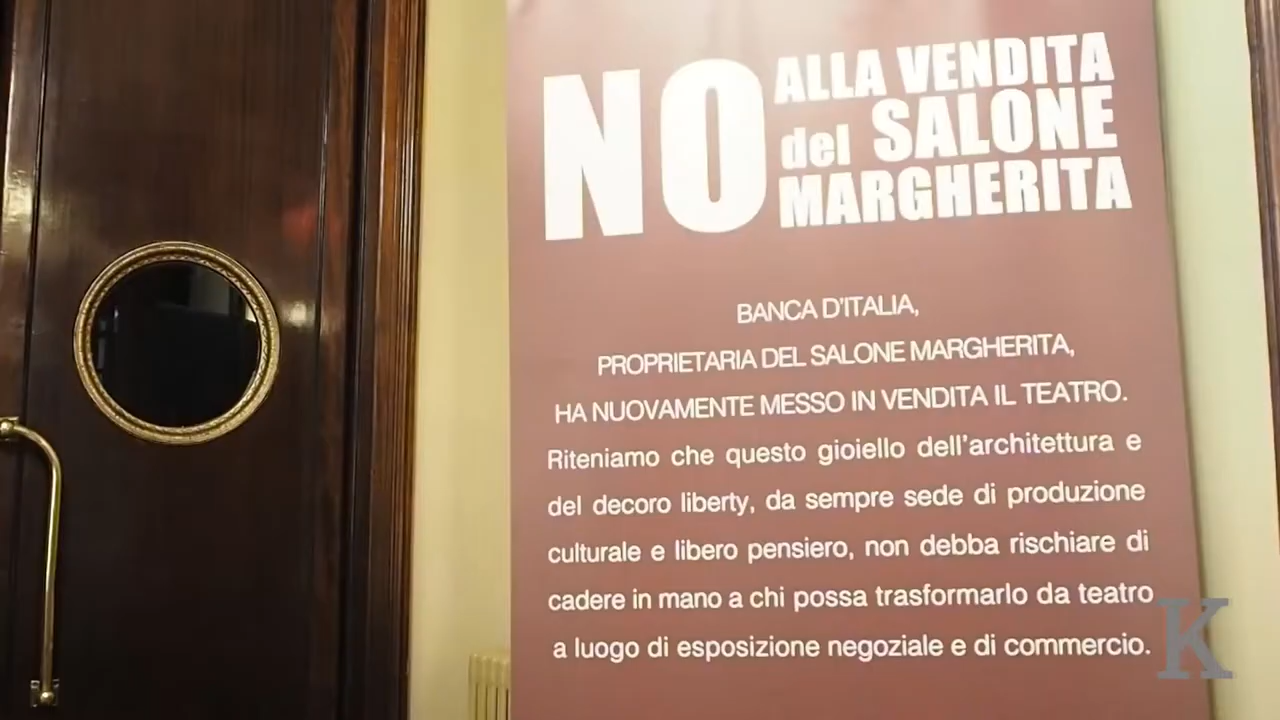 NO ALLA VENDITA
del SALONE
MARGHERITA
BANCA D'ITALIA,
PROPRIETARIA DEL SALONE MARGHERITA,
HA NUOVAMENTE MESSO IN VENDITA IL TEATRO.
Riteniamo che questo gioiello dell'architettura e
del decoro liberty, da sempre sede di produzione
culturale e libero pensiero, non debba rischiare di
cadere in mano a chi possa trasformarlo da teatro
a luogo di esposizione negoziale e di commercio.
K